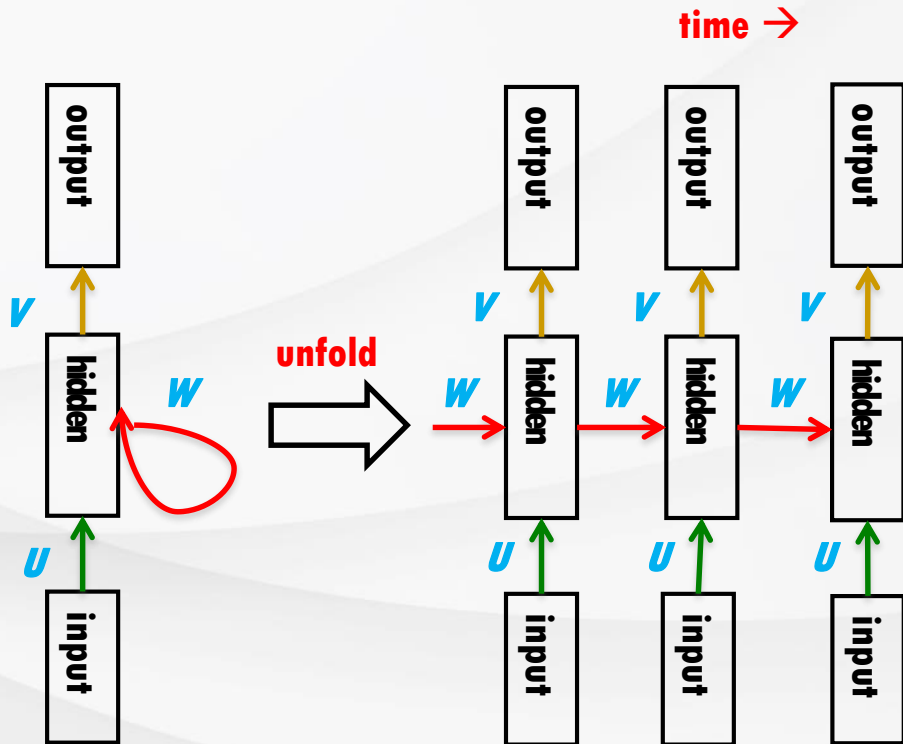 time →
output
output
output
output
V
V
V
V
hidden
W
unfold
W
hidden
W
hidden
W
hidden
U
U
U
U
input
input
input
input